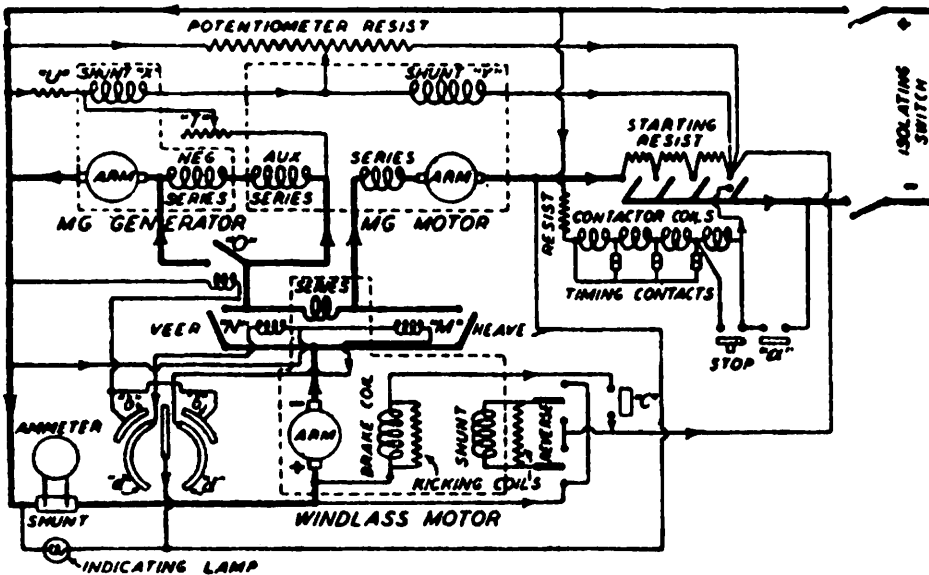 POTENTIOMETER RESIST
+
ISOLATING SWITCH
-
"U"
SHUNT "X"
SHUNT "Y"
"T"
STARTING
RESIST
ARM
NEG
SERIES
AUX
SERIES
SERIES
ARM
MG GENERATOR
MG MOTOR
RESIST
CONTACTOR COILS
TIMING CONTACTS
"O"
SERIES
VEER
"N"
"M"
HEAVE
STOP
"b"
"b"
AMMETER
-
ARM
+
BRAKE COIL
SHUNT
REVERSE
"C"
KICKING COILS
SHUNT
WINDLASS MOTOR
INDICATING LAMP